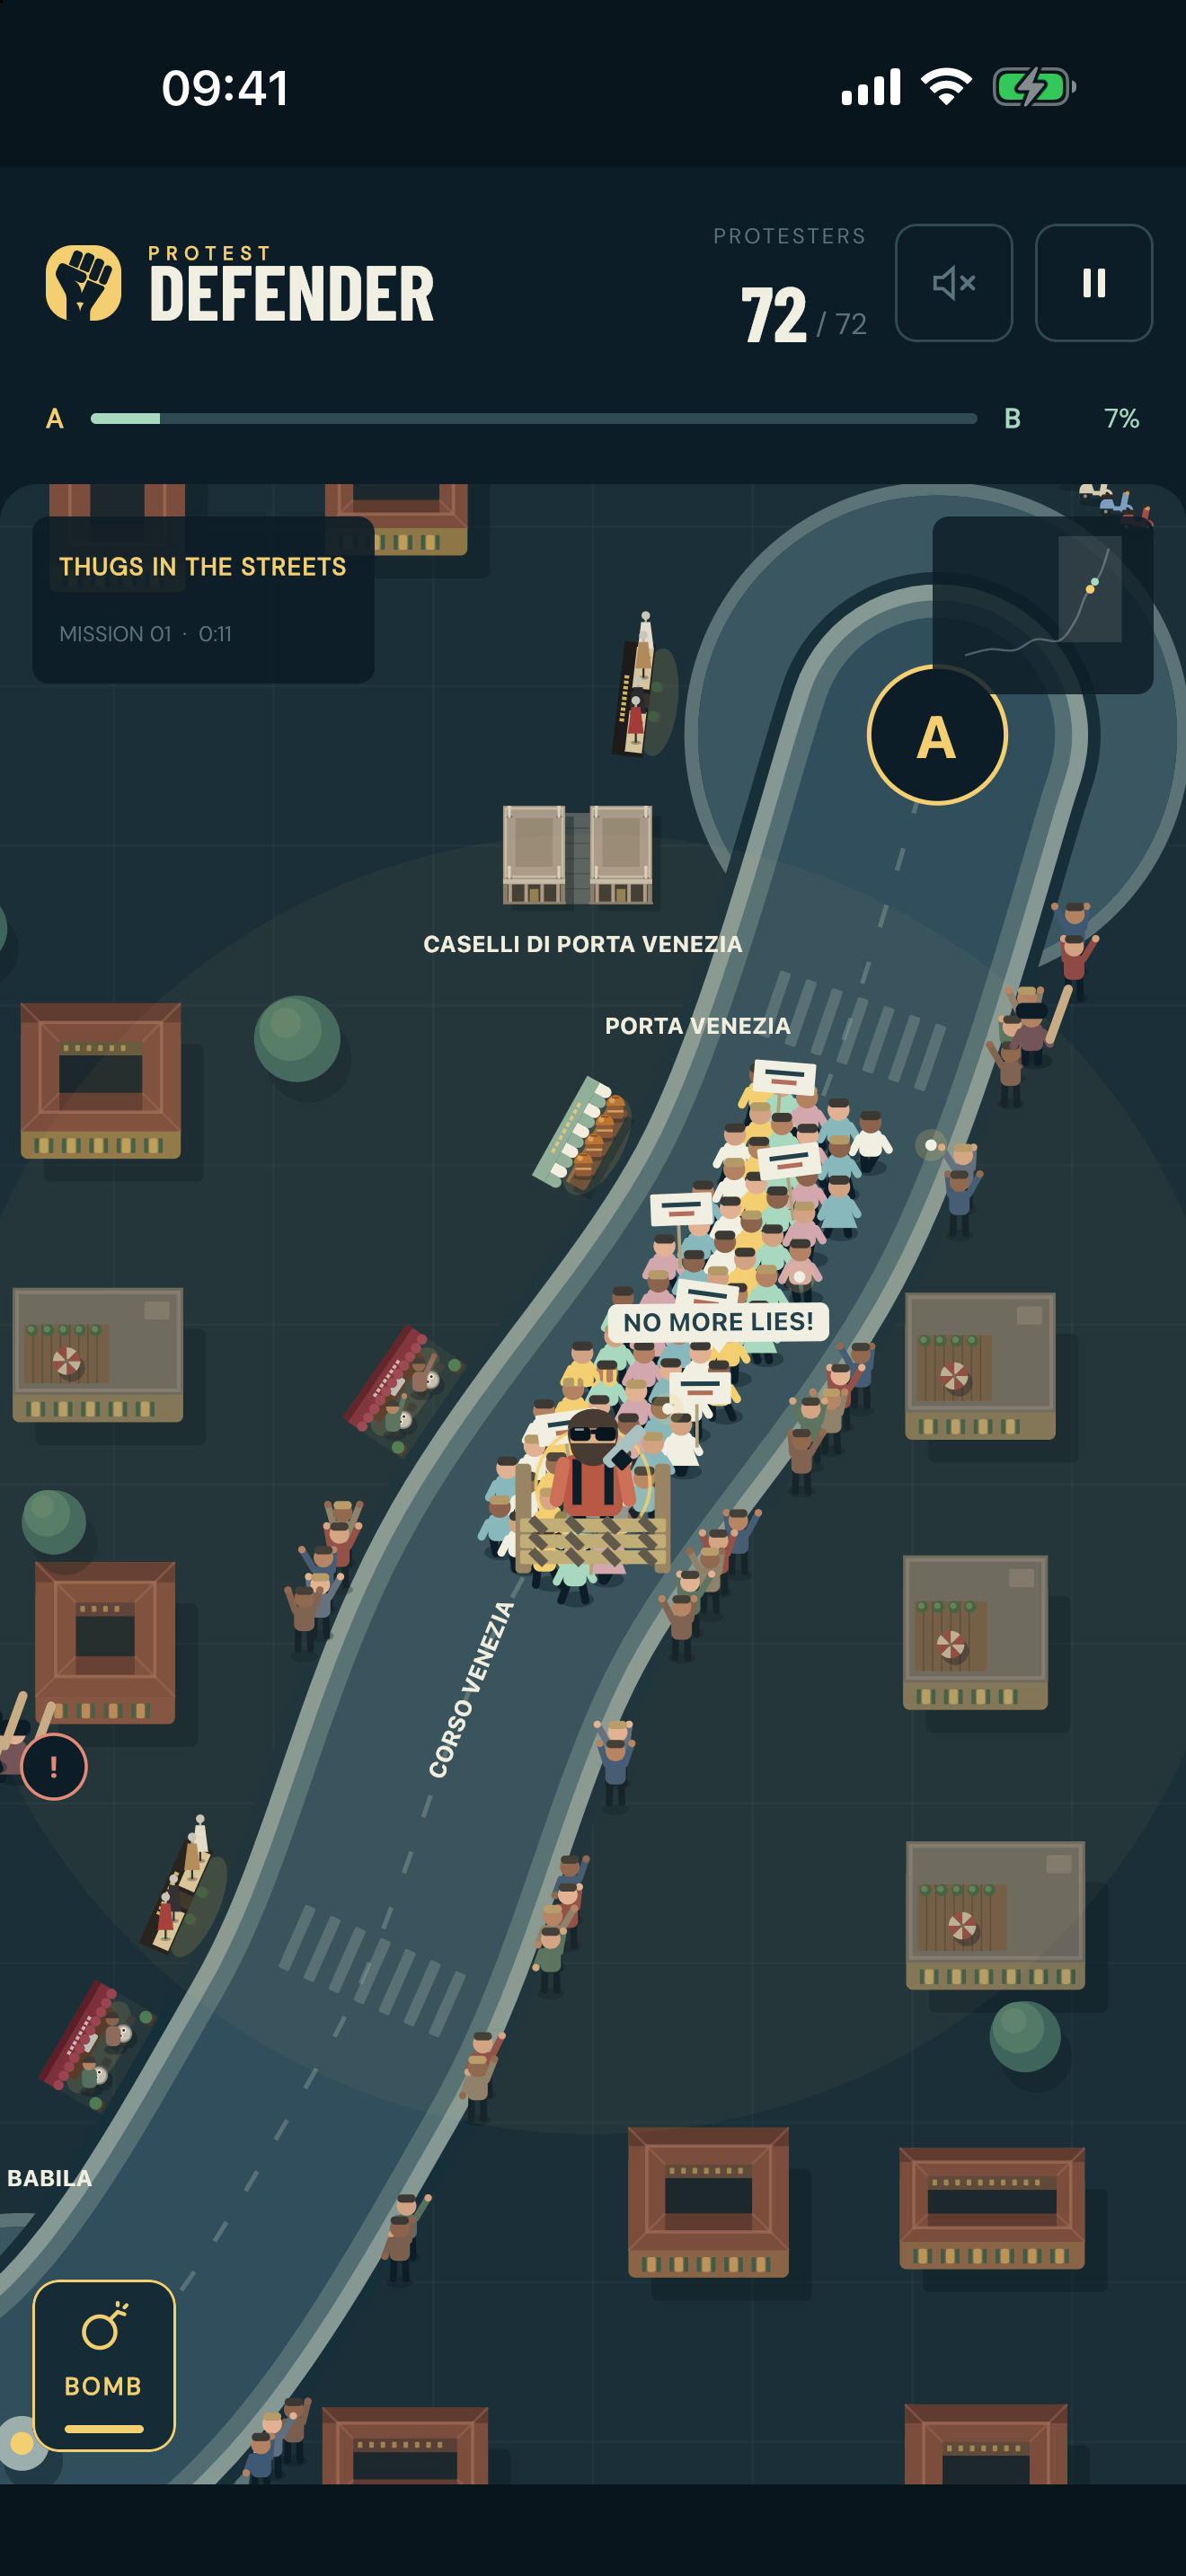 09:41
PROTEST
DEFENDER
PROTESTERS
72 / 72
A
B
7%
THUGS IN THE STREETS
MISSION 01 · 0:11
A
CASELLI DI PORTA VENEZIA
PORTA VENEZIA
NO MORE LIES!
CORSO VENEZIA
!
BABILA
BOMB